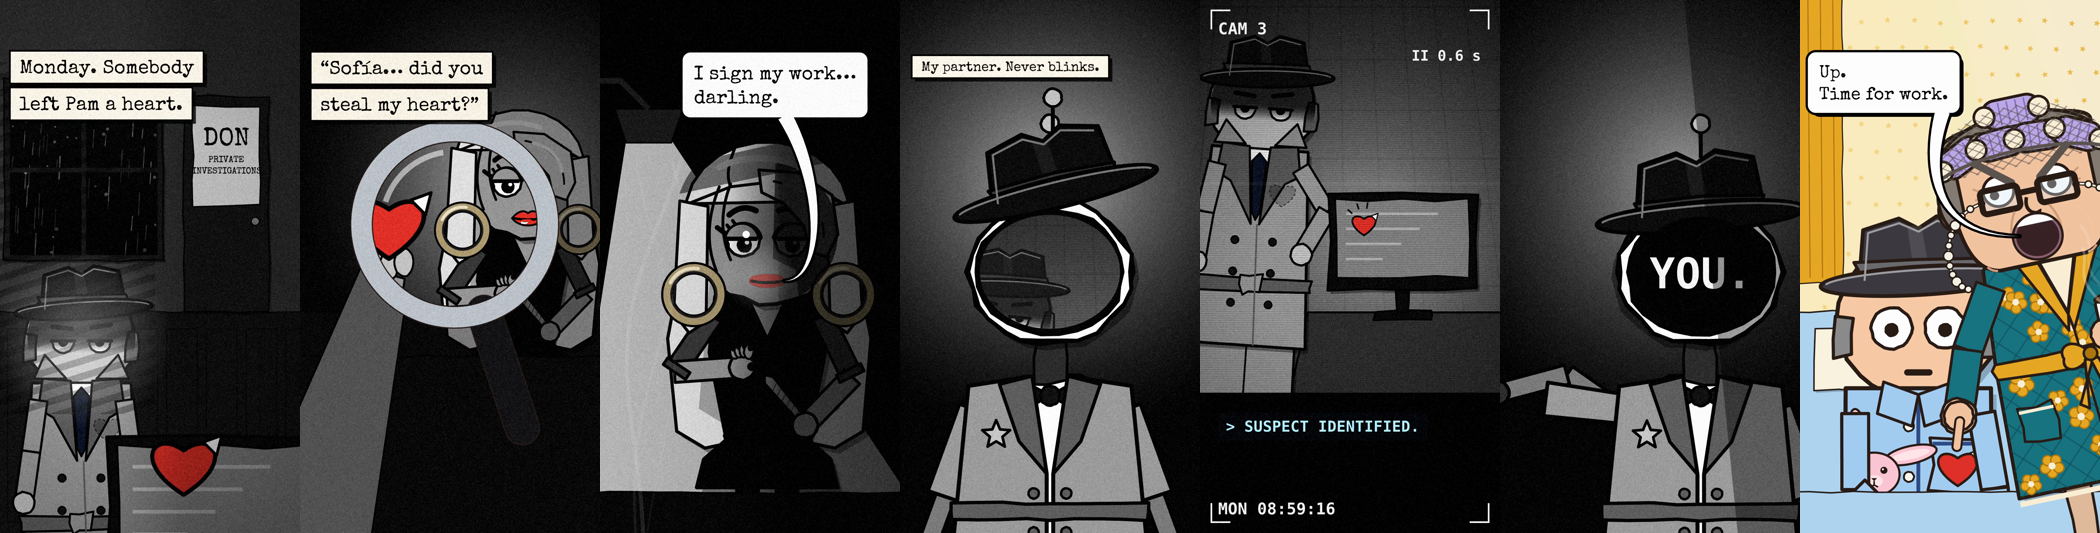 Monday. Somebody
left Pam a heart.
DON
PRIVATE
INVESTIGATIONS
“Sofía... did you
steal my heart?”
I sign my work...
darling.
My partner. Never blinks.
CAM 3
II 0.6 s
> SUSPECT IDENTIFIED.
MON 08:59:16
YOU.
Up.
Time for work.